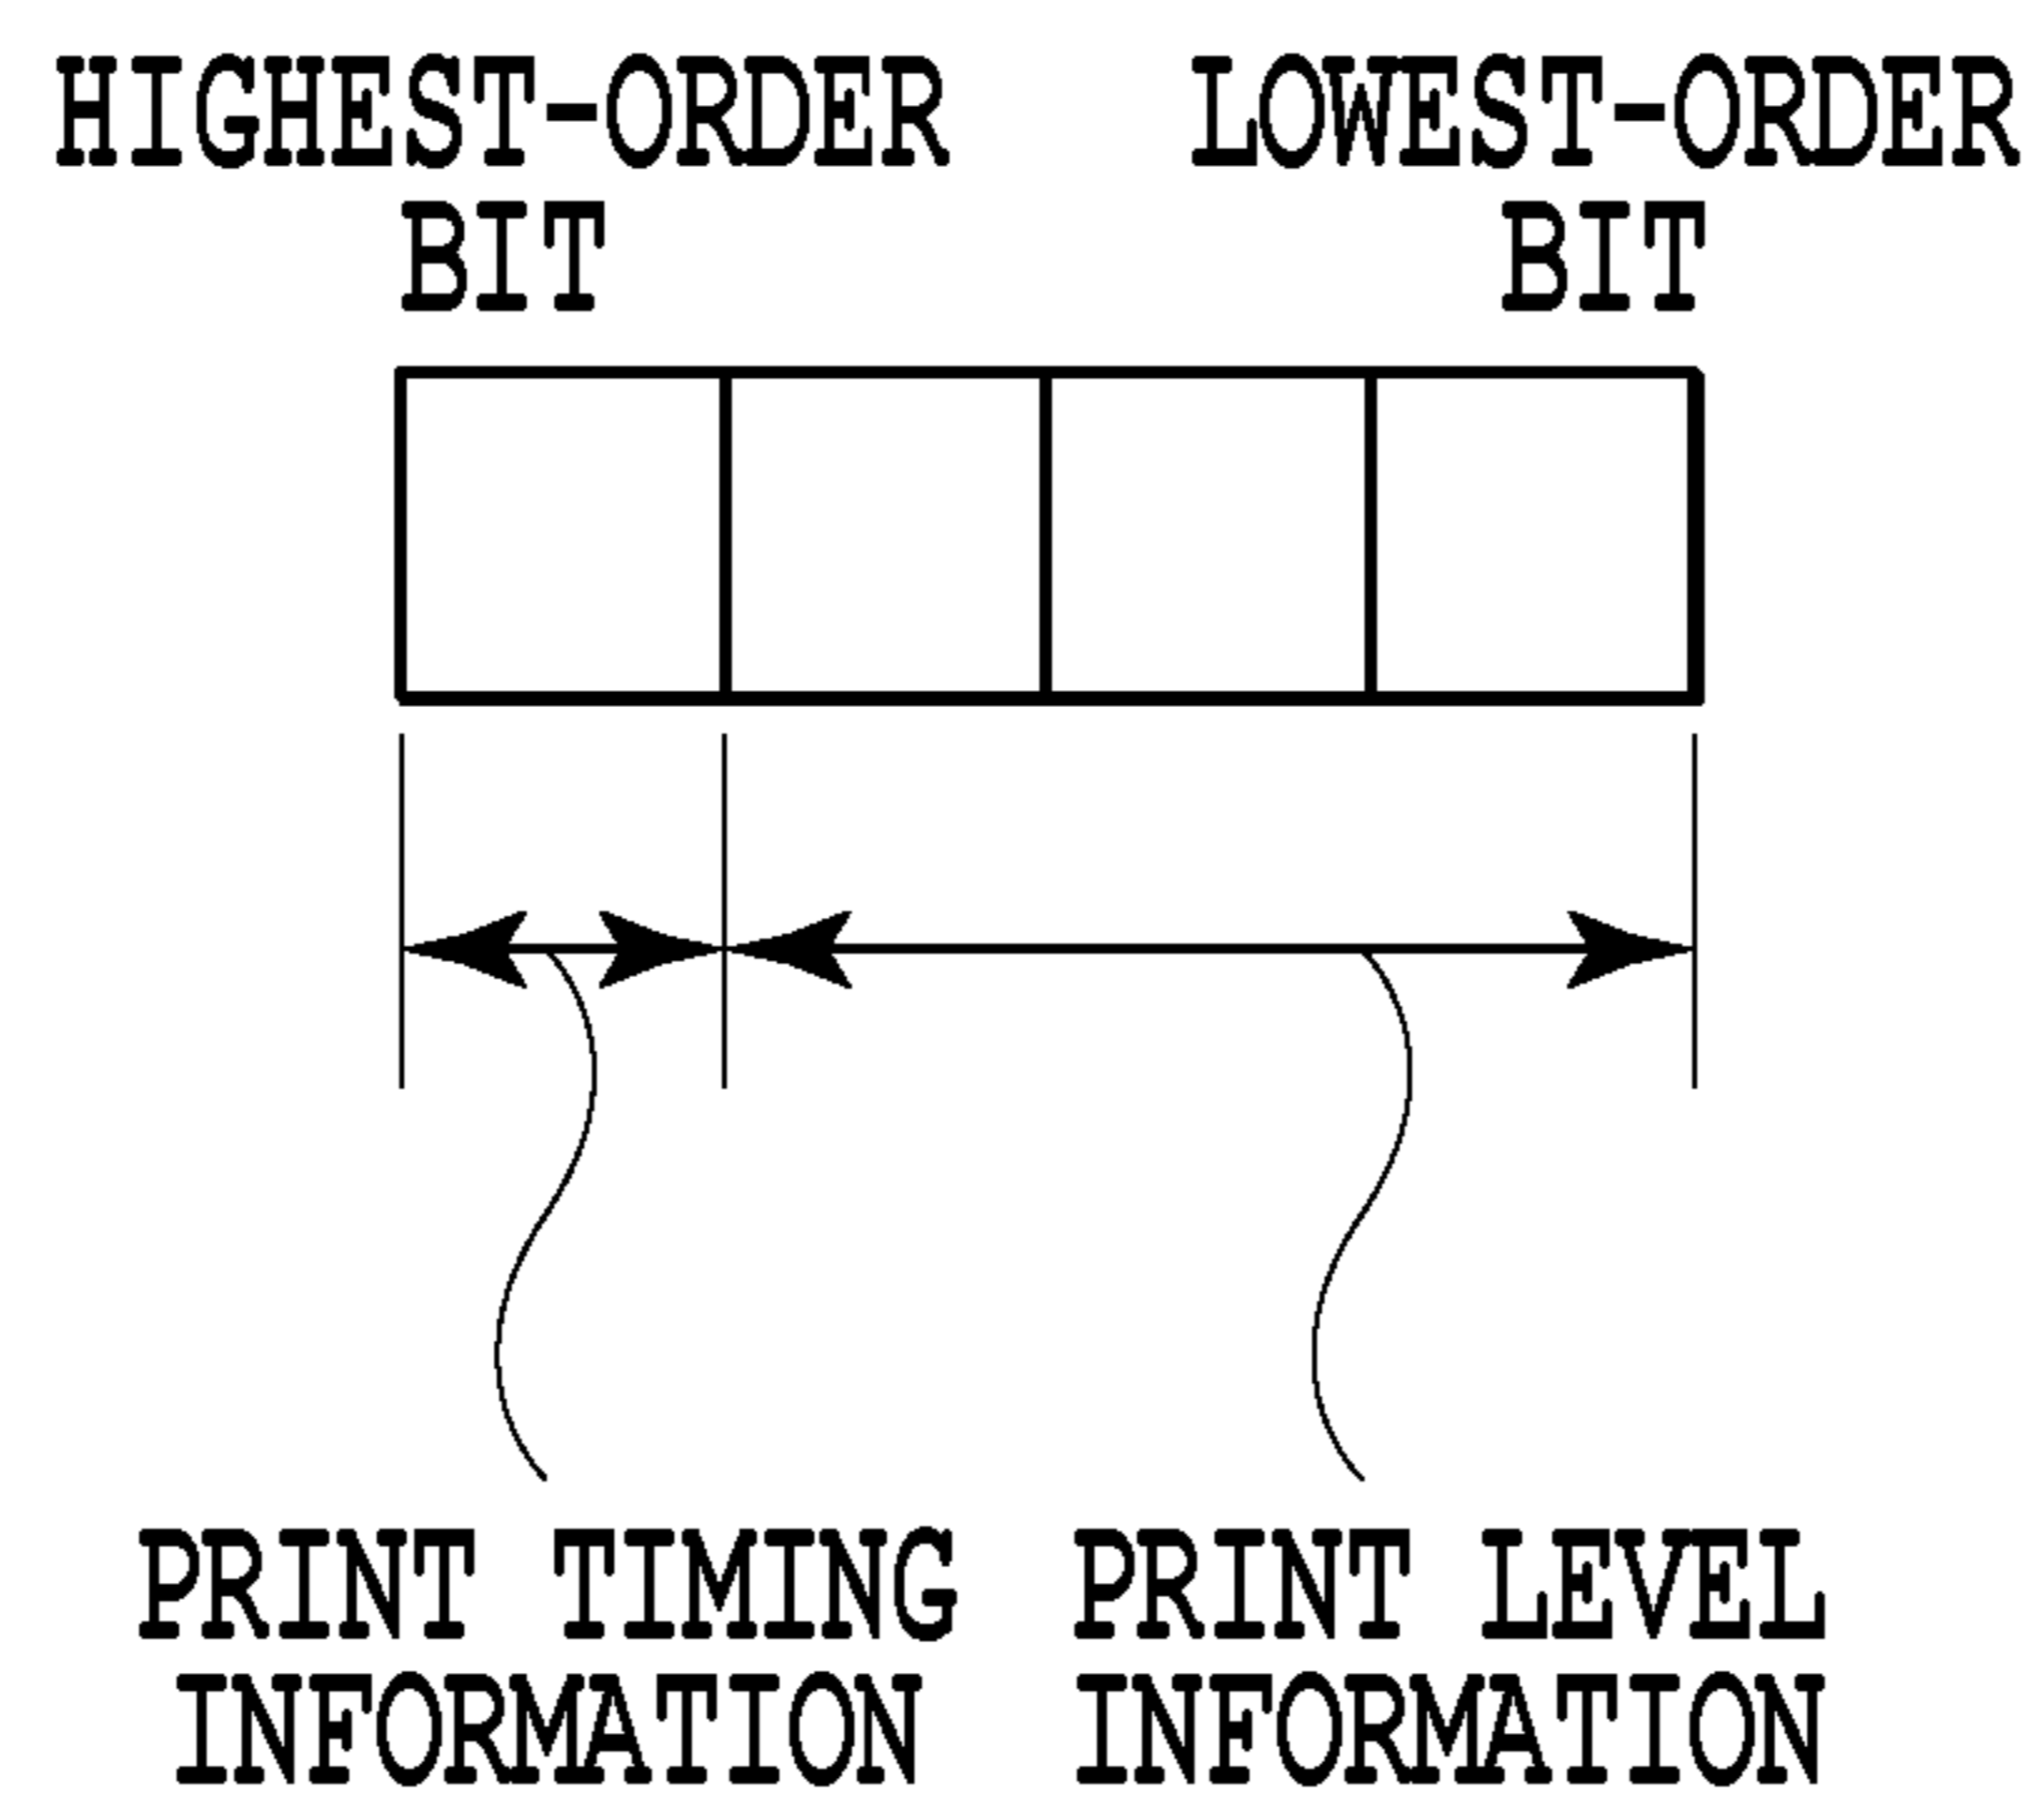 HIGHEST-ORDER
BIT
LOWEST-ORDER
BIT
PRINT TIMING
INFORMATION
PRINT LEVEL
INFORMATION